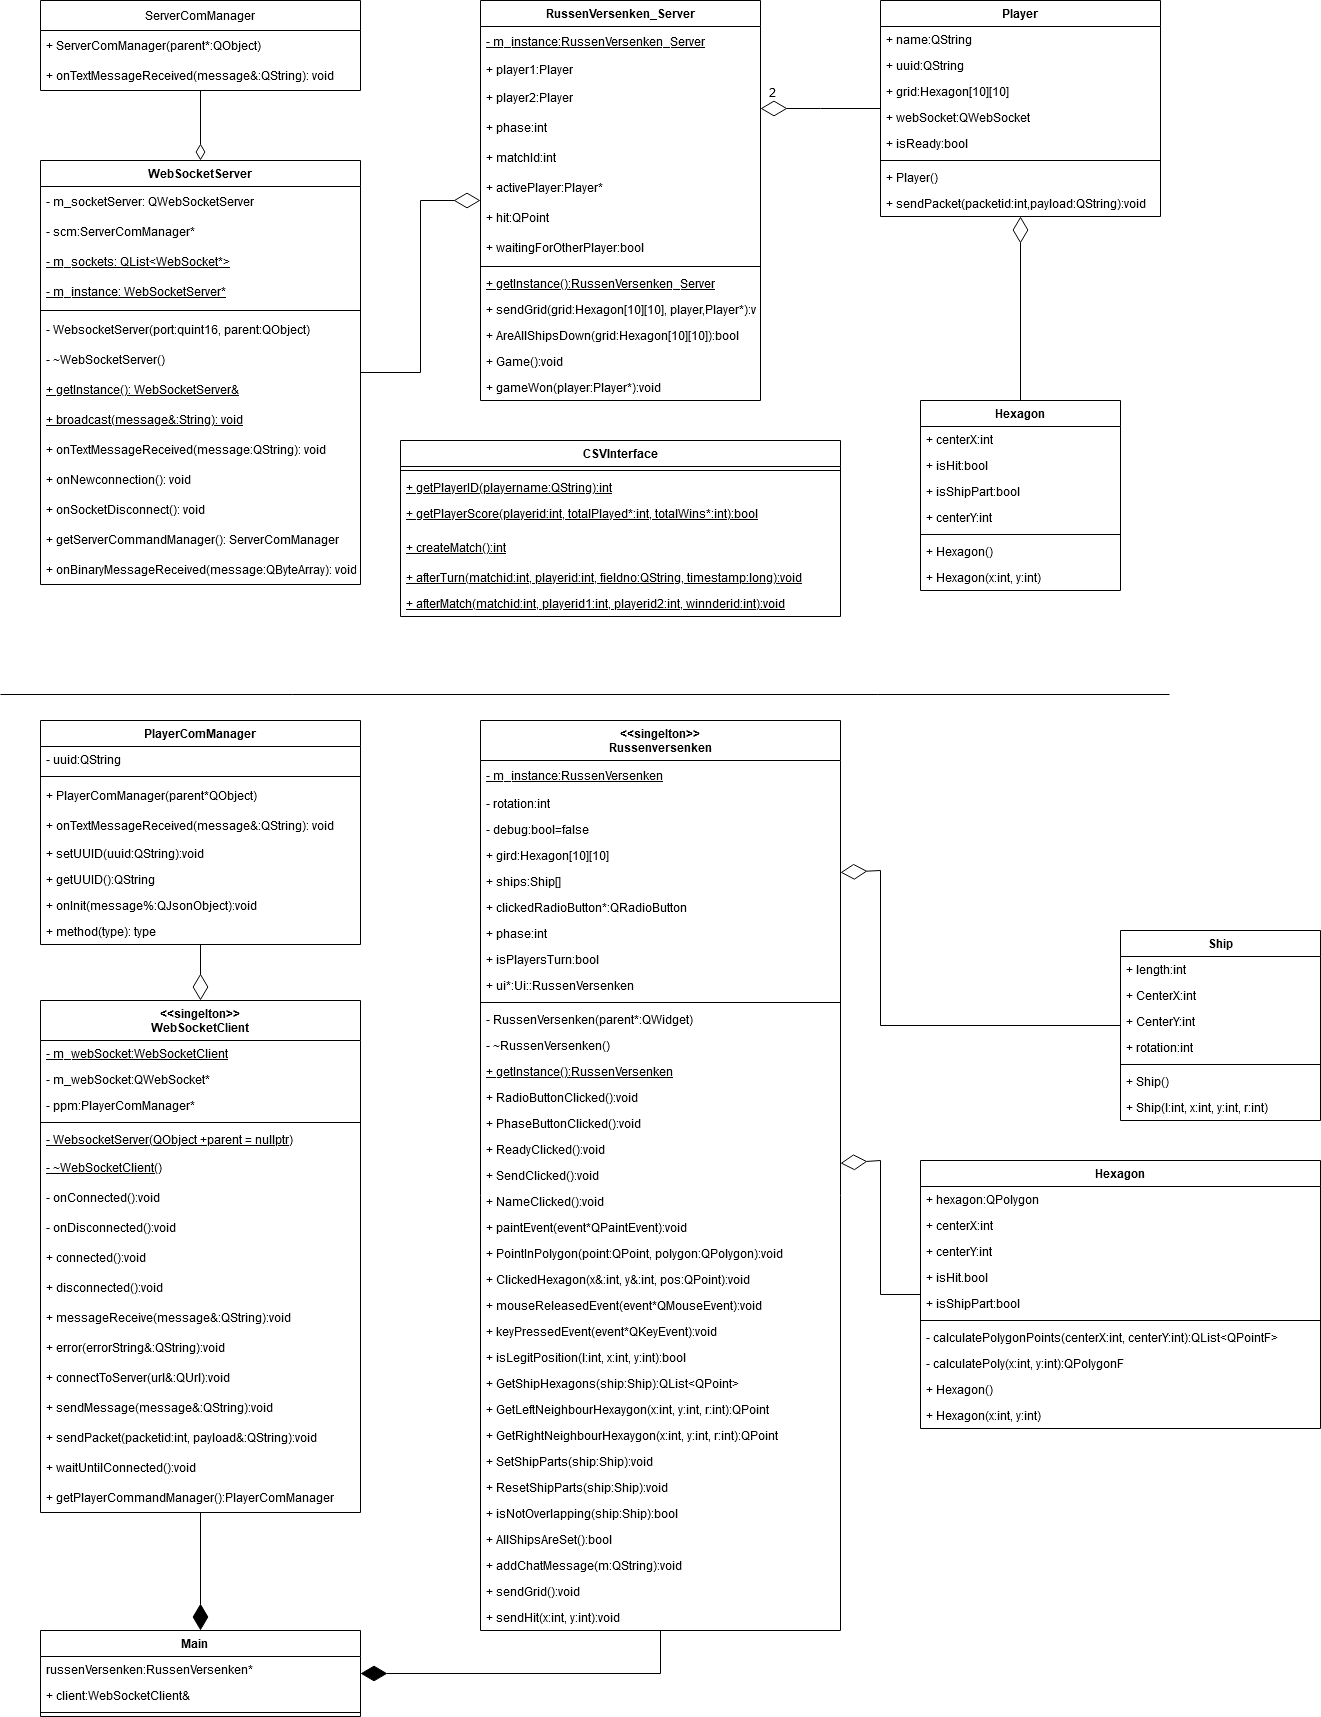 ServerComManager
+ ServerComManager(parent*:QObject)
+ onTextMessageReceived(message&:QString): void
WebSocketServer
- m_socketServer: QWebSocketServer
- scm:ServerComManager*
- m_sockets: QList<WebSocket*>
- m_instance: WebSocketServer*
- WebsocketServer(port:quint16, parent:QObject)
- ~WebSocketServer()
+ getInstance(): WebSocketServer&
+ broadcast(message&:String): void
+ onTextMessageReceived(message:QString): void
+ onNewconnection(): void
+ onSocketDisconnect(): void
+ getServerCommandManager(): ServerComManager
+ onBinaryMessageReceived(message:QByteArray): void
RussenVersenken_Server
- m_instance:RussenVersenken_Server
+ player1:Player
+ player2:Player
+ phase:int
+ matchId:int
+ activePlayer:Player*
+ hit:QPoint
+ waitingForOtherPlayer:bool
+ getInstance():RussenVersenken_Server
+ sendGrid(grid:Hexagon[10][10], player,Player*):v
+ AreAllShipsDown(grid:Hexagon[10][10]):bool
+ Game():void
+ gameWon(player:Player*):void
2
Player
+ name:QString
+ uuid:QString
+ grid:Hexagon[10][10]
+ webSocket:QWebSocket
+ isReady:bool
+ Player()
+ sendPacket(packetid:int,payload:QString):void
Hexagon
+ centerX:int
+ isHit:bool
+ isShipPart:bool
+ centerY:int
+ Hexagon()
+ Hexagon(x:int, y:int)
CSVInterface
+ getPlayerID(playername:QString):int
+ getPlayerScore(playerid:int, totalPlayed*:int, totalWins*:int):bool
+ createMatch():int
+ afterTurn(matchid:int, playerid:int, fieldno:QString, timestamp:long):void
+ afterMatch(matchid:int, playerid1:int, playerid2:int, winnderid:int):void
PlayerComManager
- uuid:QString
+ PlayerComManager(parent*QObject)
+ onTextMessageReceived(message&:QString): void
+ setUUID(uuid:QString):void
+ getUUID():QString
+ onInit(message%:QJsonObject):void
+ method(type): type
<<singelton>>
WebSocketClient
- m_webSocket:WebSocketClient
- m_webSocket:QWebSocket*
- ppm:PlayerComManager*
- WebsocketServer(QObject +parent = nullptr)
- ~WebSocketClient()
- onConnected():void
- onDisconnected():void
+ connected():void
+ disconnected():void
+ messageReceive(message&:QString):void
+ error(errorString&:QString):void
+ connectToServer(url&:QUrl):void
+ sendMessage(message&:QString):void
+ sendPacket(packetid:int, payload&:QString):void
+ waitUntilConnected():void
+ getPlayerCommandManager():PlayerComManager
Main
russenVersenken:RussenVersenken*
+ client:WebSocketClient&
<<singelton>>
Russenversenken
- m_instance:RussenVersenken
- rotation:int
- debug:bool=false
+ gird:Hexagon[10][10]
+ ships:Ship[]
+ clickedRadioButton*:QRadioButton
+ phase:int
+ isPlayersTurn:bool
+ ui*:Ui::RussenVersenken
- RussenVersenken(parent*:QWidget)
- ~RussenVersenken()
+ getInstance():RussenVersenken
+ RadioButtonClicked():void
+ PhaseButtonClicked():void
+ ReadyClicked():void
+ SendClicked():void
+ NameClicked():void
+ paintEvent(event*QPaintEvent):void
+ PointInPolygon(point:QPoint, polygon:QPolygon):void
+ ClickedHexagon(x&:int, y&:int, pos:QPoint):void
+ mouseReleasedEvent(event*QMouseEvent):void
+ keyPressedEvent(event*QKeyEvent):void
+ isLegitPosition(l:int, x:int, y:int):bool
+ GetShipHexagons(ship:Ship):QList<QPoint>
+ GetLeftNeighbourHexaygon(x:int, y:int, r:int):QPoint
+ GetRightNeighbourHexaygon(x:int, y:int, r:int):QPoint
+ SetShipParts(ship:Ship):void
+ ResetShipParts(ship:Ship):void
+ isNotOverlapping(ship:Ship):bool
+ AllShipsAreSet():bool
+ addChatMessage(m:QString):void
+ sendGrid():void
+ sendHit(x:int, y:int):void
Ship
+ length:int
+ CenterX:int
+ CenterY:int
+ rotation:int
+ Ship()
+ Ship(l:int, x:int, y:int, r:int)
Hexagon
+ hexagon:QPolygon
+ centerX:int
+ centerY:int
+ isHit.bool
+ isShipPart:bool
- calculatePolygonPoints(centerX:int, centerY:int):QList<QPointF>
- calculatePoly(x:int, y:int):QPolygonF
+ Hexagon()
+ Hexagon(x:int, y:int)